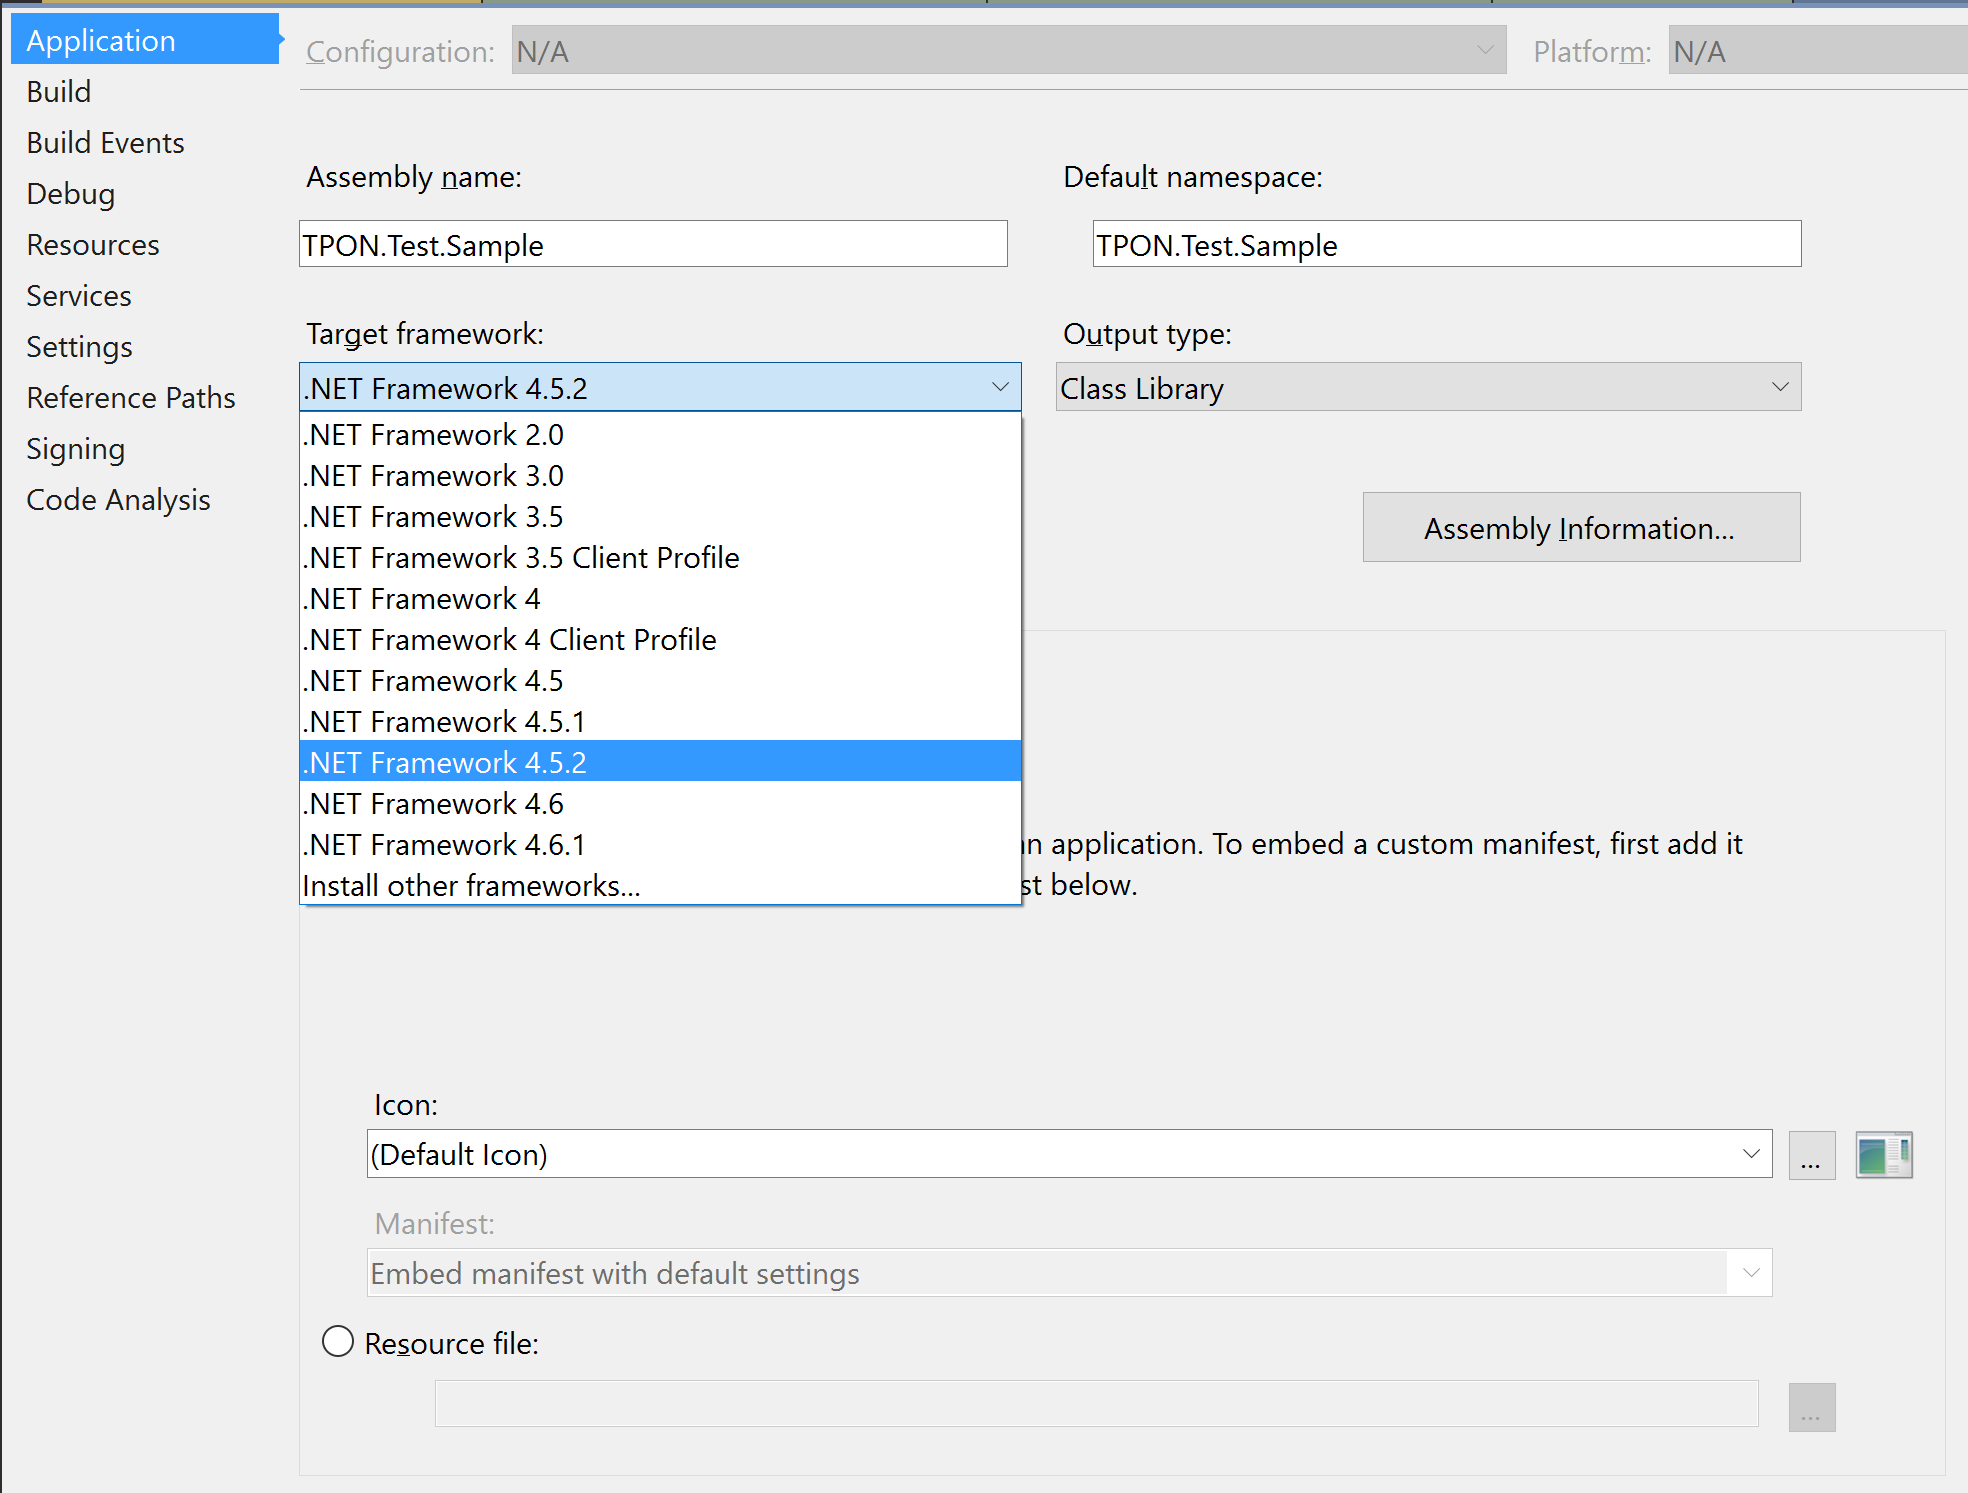 Application
Build
Build Events
Debug
Resources
Services
Settings
Reference Paths
Signing
Code Analysis
Configuration: N/A Platform: N/A
Assembly name: Default namespace:
TPON.Test.Sample TPON.Test.Sample
Target framework: Output type:
.NET Framework 4.5.2 Class Library
.NET Framework 2.0
.NET Framework 3.0
.NET Framework 3.5
.NET Framework 3.5 Client Profile
.NET Framework 4
.NET Framework 4 Client Profile
.NET Framework 4.5
.NET Framework 4.5.1
.NET Framework 4.5.2
.NET Framework 4.6
.NET Framework 4.6.1
Install other frameworks...
Assembly Information...
application. To embed a custom manifest, first add it
below.
Icon:
(Default Icon) ...
Manifest:
Embed manifest with default settings
Resource file:
...